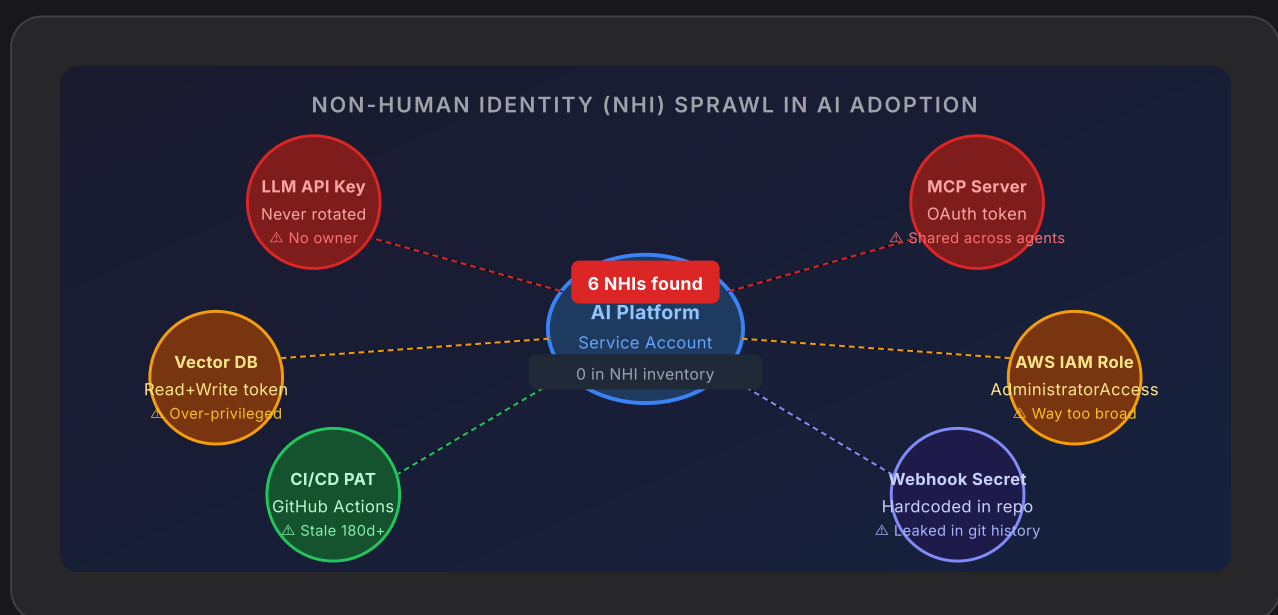 NON-HUMAN IDENTITY (NHI) SPRAWL IN AI ADOPTION
LLM API Key
Never rotated
⚠ No owner
MCP Server
OAuth token
⚠ Shared across agents
6 NHIs found
AI Platform
Service Account
0 in NHI inventory
Vector DB
Read+Write token
⚠ Over-privileged
AWS IAM Role
AdministratorAccess
⚠ Way too broad
CI/CD PAT
GitHub Actions
⚠ Stale 180d+
Webhook Secret
Hardcoded in repo
⚠ Leaked in git history